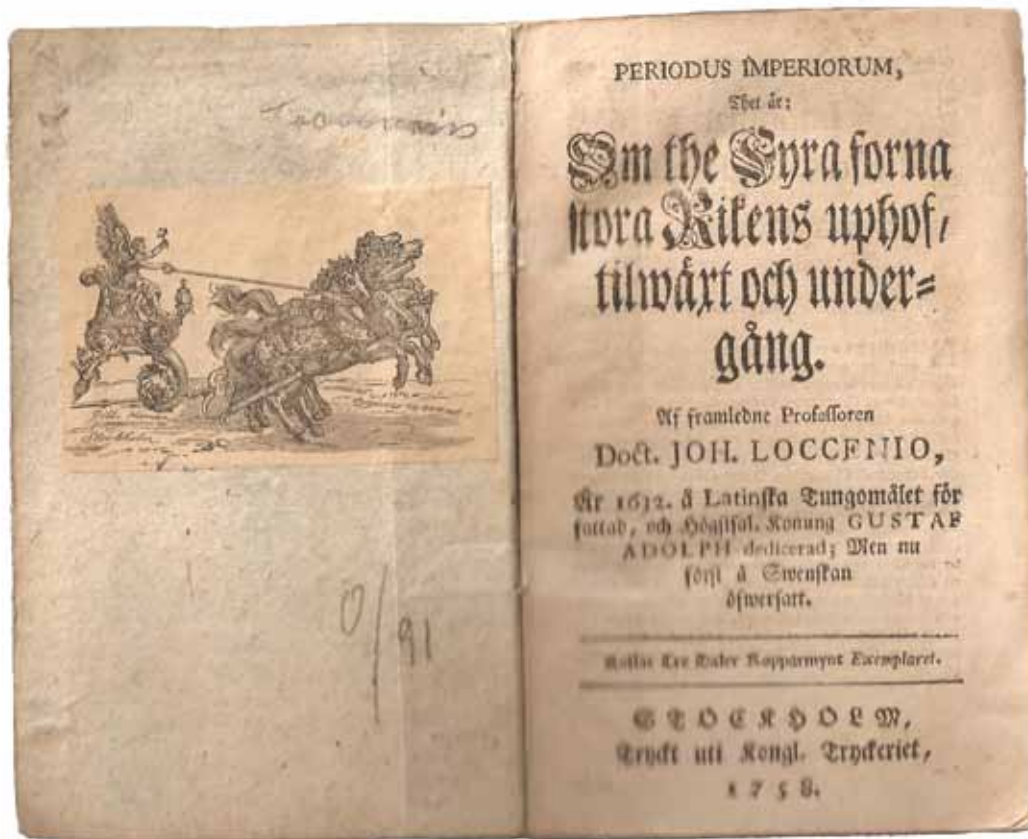 0/91
PERIODUS IMPERIORUM,
Thet är:
Om the Fyra forna
stora Rikens uphof,
tilwäxt och under=
gång.
Af framledne Professoren
Doct. JOH. LOCCENIO,
År 1632. å Latinska Tungomålet för
fattad, och Högstsal. Konung GUSTAF
ADOLPH dedicerad; Men nu
först å Swenskan
öfwersatt.
Kostar Tre Daler Kopparmynt Exemplaret.
STOCKHOLM,
Tryckt uti Kongl. Tryckeriet,
1758.